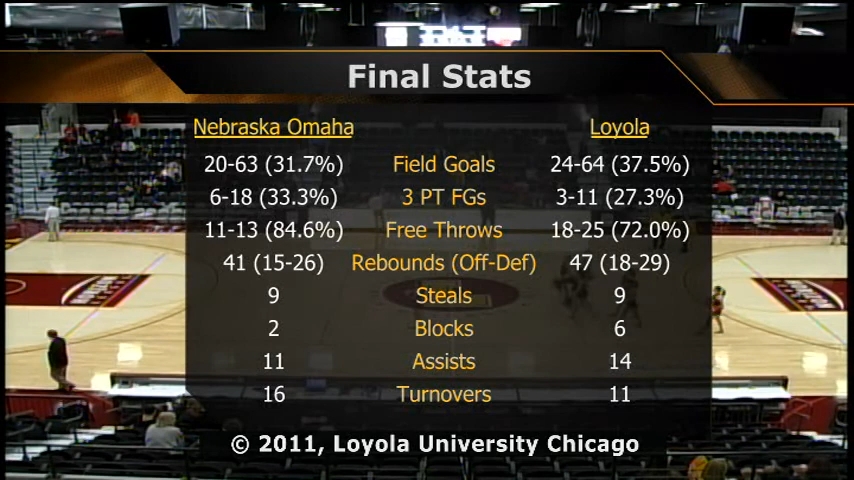 Final Stats
Nebraska Omaha Loyola
20-63 (31.7%) Field Goals 24-64 (37.5%)
6-18 (33.3%) 3 PT FGs 3-11 (27.3%)
11-13 (84.6%) Free Throws 18-25 (72.0%)
41 (15-26) Rebounds (Off-Def) 47 (18-29)
9 Steals 9
2 Blocks 6
11 Assists 14
16 Turnovers 11
© 2011, Loyola University Chicago